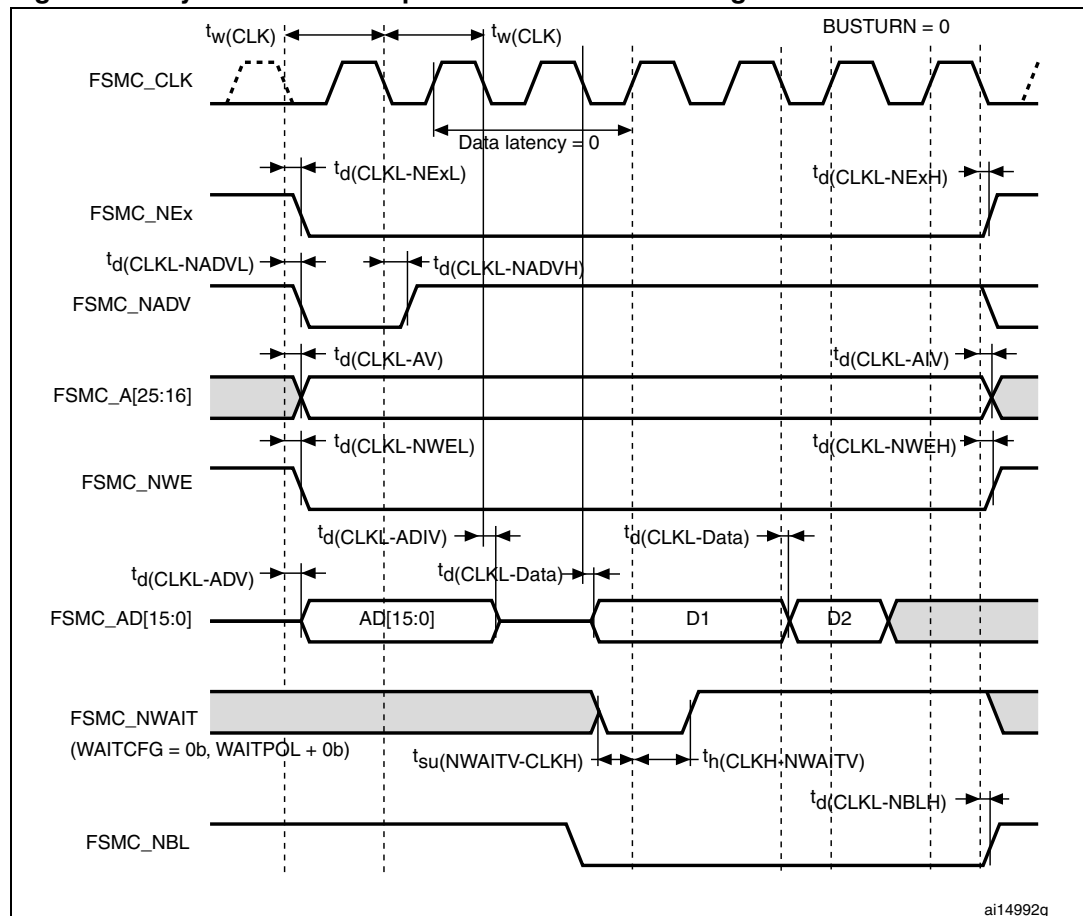 tw(CLK)
tw(CLK)
BUSTURN = 0
FSMC_CLK
Data latency = 0
td(CLKL-NExL)
td(CLKL-NExH)
FSMC_NEx
td(CLKL-NADVL)
td(CLKL-NADVH)
FSMC_NADV
td(CLKL-AV)
td(CLKL-AIV)
FSMC_A[25:16]
td(CLKL-NWEL)
td(CLKL-NWEH)
FSMC_NWE
td(CLKL-ADIV)
td(CLKL-Data)
td(CLKL-ADV)
td(CLKL-Data)
FSMC_AD[15:0]
AD[15:0]
D1
D2
FSMC_NWAIT
(WAITCFG = 0b, WAITPOL + 0b)
tsu(NWAITV-CLKH)
th(CLKH-NWAITV)
td(CLKL-NBLH)
FSMC_NBL
ai14992g